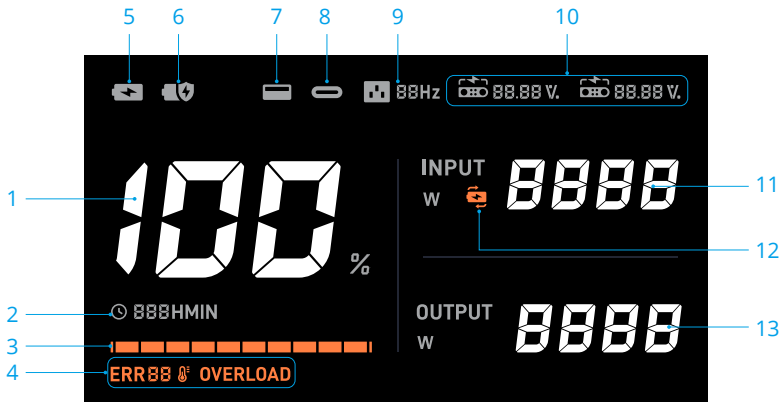 5 6 7 8 9 10
88Hz 88.88 V. 88.88 V.
100 %
INPUT
W
8888
1
11
12
2
888HMIN
3
4
ERR88 OVERLOAD
OUTPUT
W
8888
13